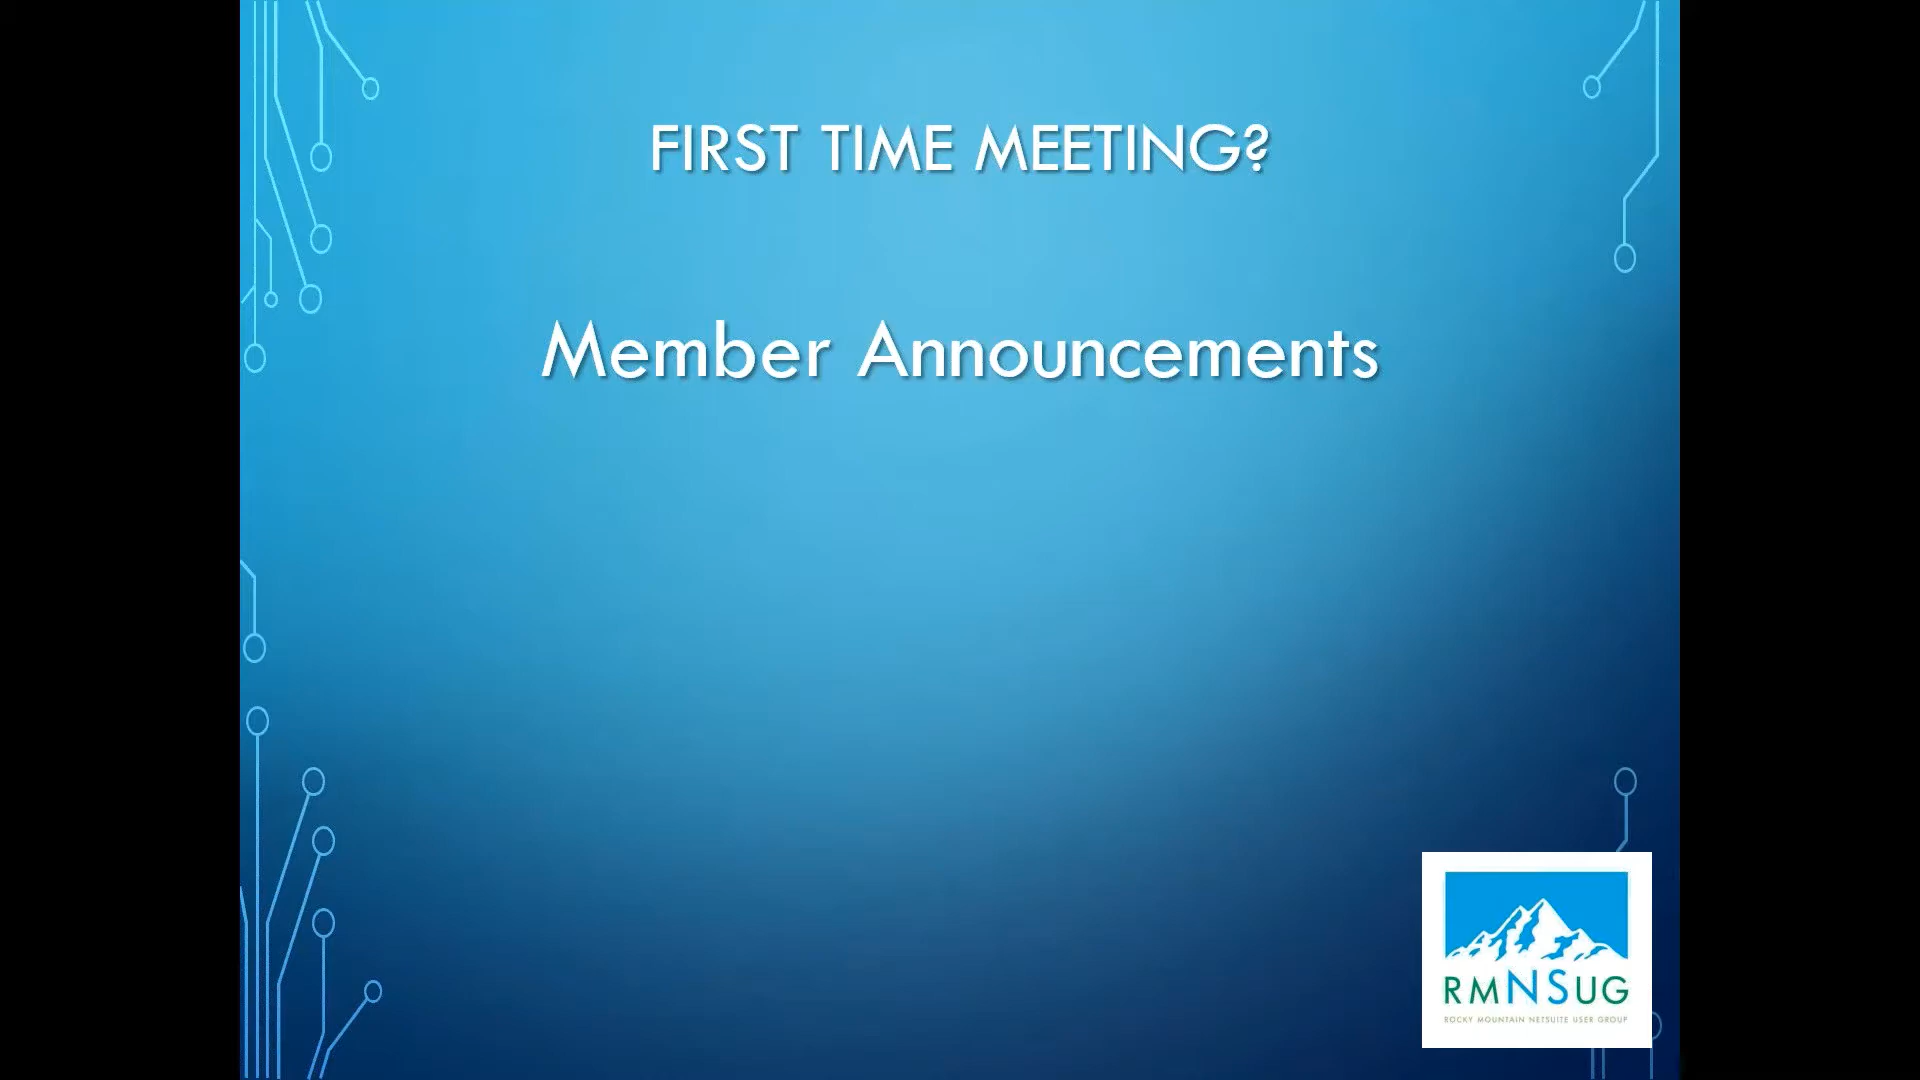 FIRST TIME MEETING?
Member Announcements
RMNSUG
ROCKY MOUNTAIN NETSUITE USER GROUP